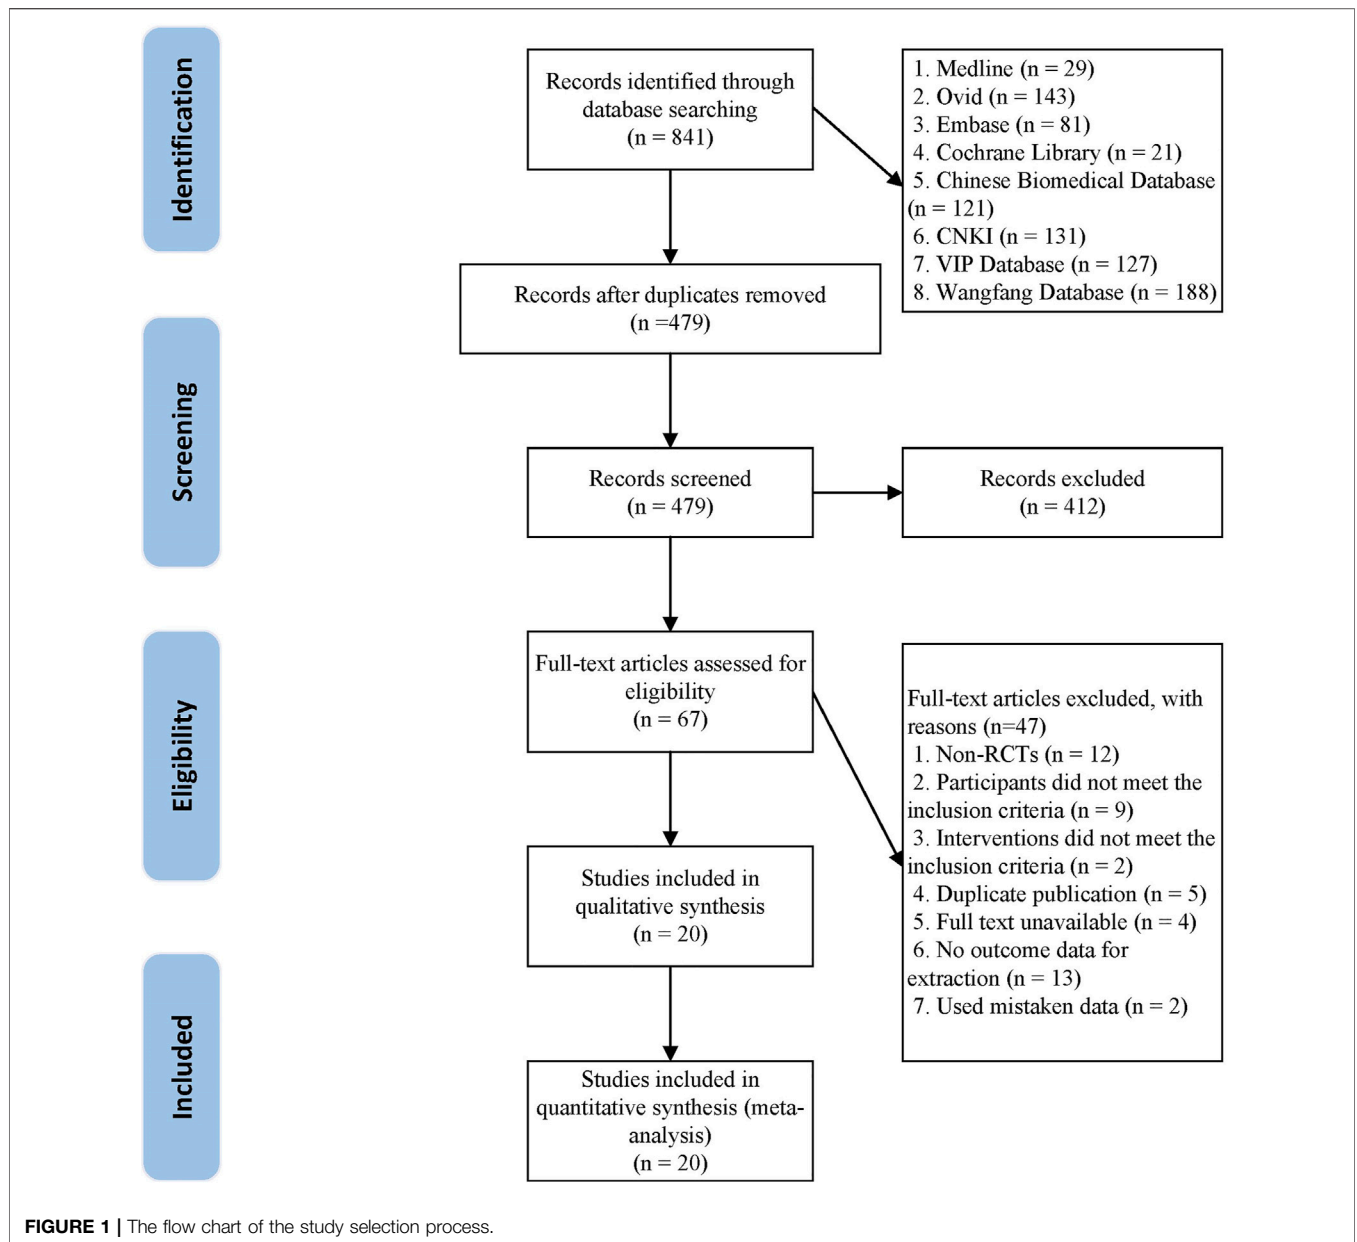 Identification
Records identified through
database searching
(n = 841)
1. Medline (n = 29)
2. Ovid (n = 143)
3. Embase (n = 81)
4. Cochrane Library (n = 21)
5. Chinese Biomedical Database
(n = 121)
6. CNKI (n = 131)
7. VIP Database (n = 127)
8. Wangfang Database (n = 188)
Records after duplicates removed
(n =479)
Screening
Records screened
(n = 479)
Records excluded
(n = 412)
Eligibility
Full-text articles assessed for
eligibility
(n = 67)
Full-text articles excluded, with
reasons (n=47)
1. Non-RCTs (n = 12)
2. Participants did not meet the
inclusion criteria (n = 9)
3. Interventions did not meet the
inclusion criteria (n = 2)
4. Duplicate publication (n = 5)
5. Full text unavailable (n = 4)
6. No outcome data for
extraction (n = 13)
7. Used mistaken data (n = 2)
Studies included in
qualitative synthesis
(n = 20)
Included
Studies included in
quantitative synthesis (meta-
analysis)
(n = 20)
FIGURE 1 | The flow chart of the study selection process.